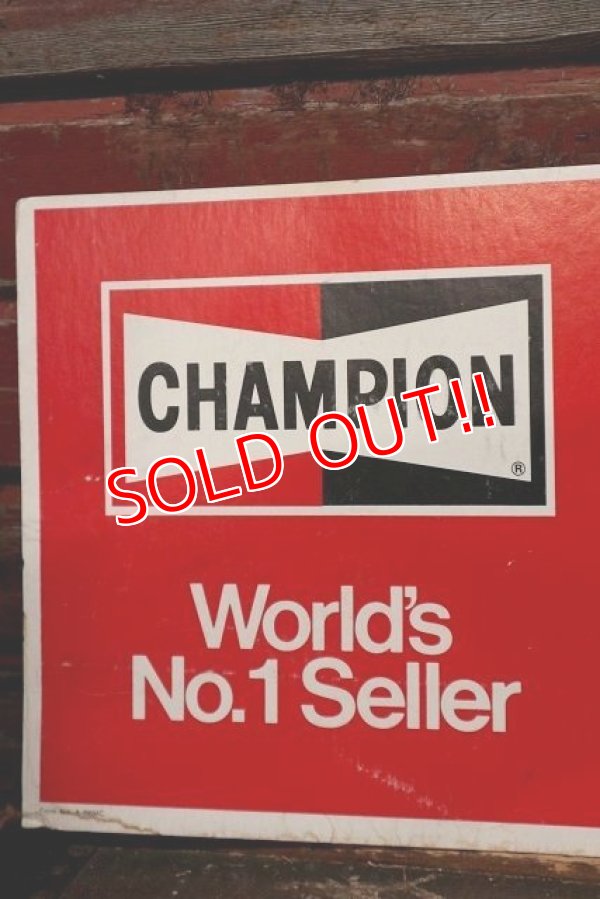 CHAMPION
®
SOLD OUT!!
World's
No.1 Seller